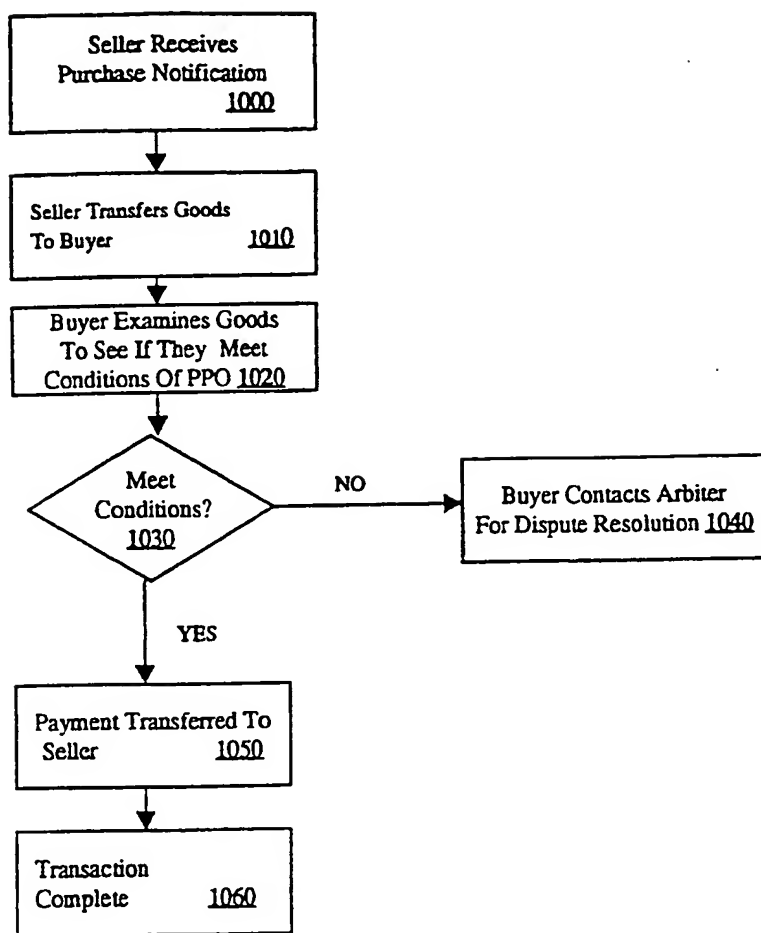 Seller Receives
Purchase Notification
1000
Seller Transfers Goods
To Buyer 1010
Buyer Examines Goods
To See If They Meet
Conditions Of PPO 1020
Meet
Conditions?
1030
NO
Buyer Contacts Arbiter
For Dispute Resolution 1040
YES
Payment Transferred To
Seller 1050
Transaction
Complete 1060